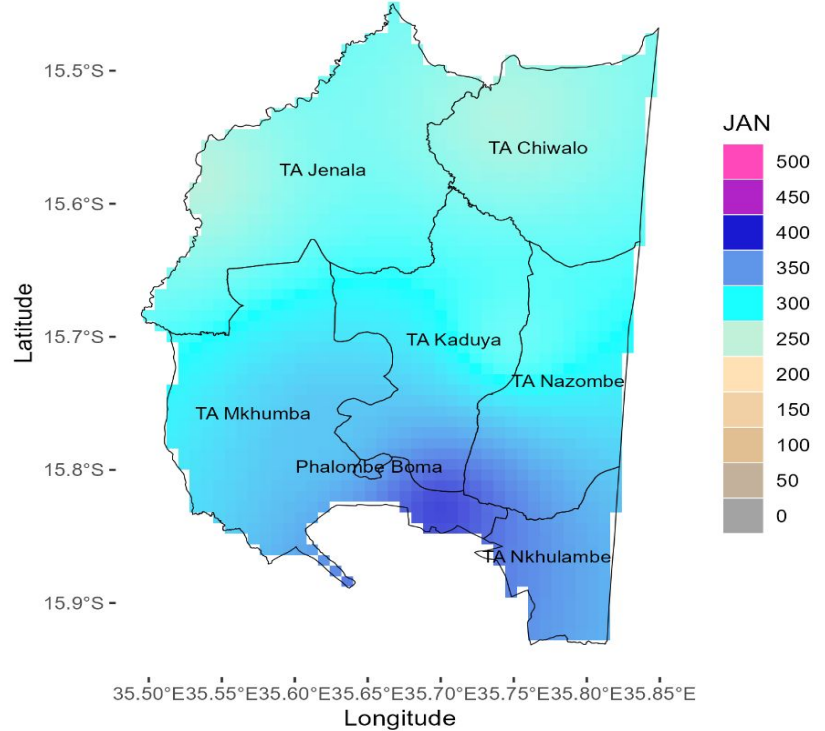 15.5°S
15.6°S
15.7°S
15.8°S
15.9°S
Latitude
TA Chiwalo
TA Jenala
TA Kaduya
TA Nazombe
TA Mkhumba
Phalombe Boma
TA Nkhulambe
35.50°E35.55°E35.60°E35.65°E35.70°E35.75°E35.80°E35.85°E
Longitude
JAN
500
450
400
350
300
250
200
150
100
50
0